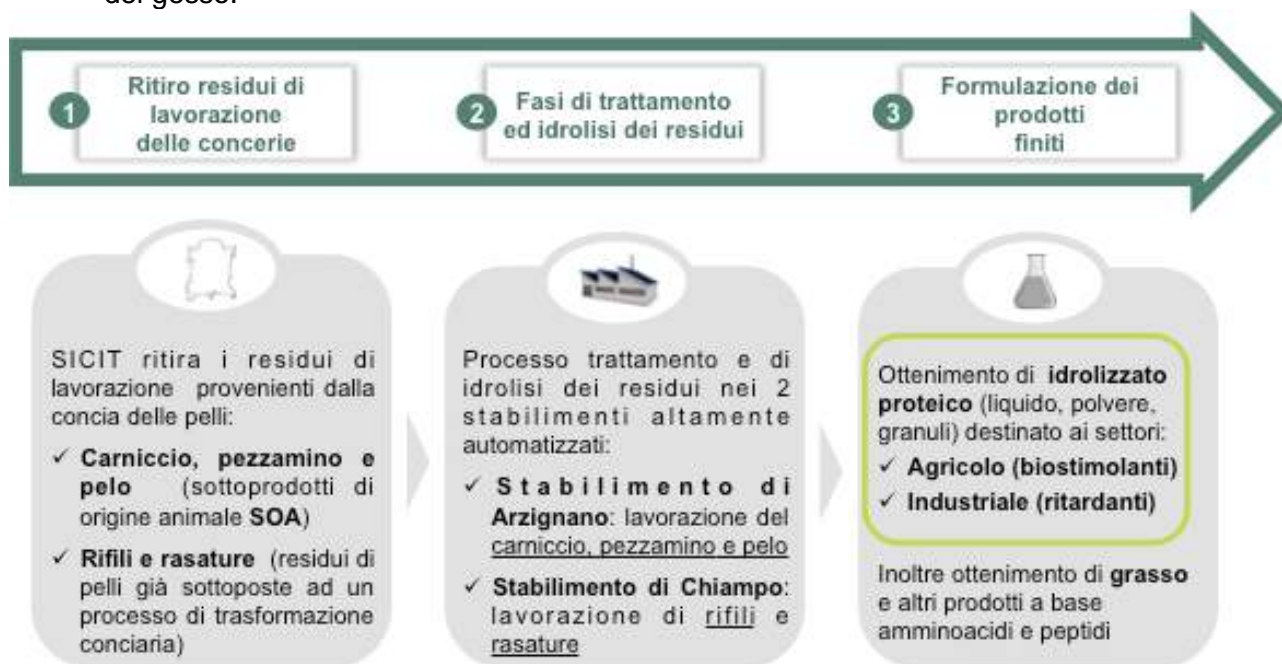 del gesso.
1
Ritiro residui di
lavorazione
delle concerie
2
Fasi di trattamento
ed idrolisi dei residui
3
Formulazione dei
prodotti
finiti
SICIT ritira i residui di
lavorazione provenienti dalla
concia delle pelli:
✓ Carniccio, pezzamino e
pelo (sottoprodotti di
origine animale SOA)
✓ Rifili e rasature (residui di
pelli già sottoposte ad un
processo di trasformazione
conciaria)
Processo trattamento e di
idrolisi dei residui nei 2
stabilimenti altamente
automatizzati:
✓ Stabilimento di
Arzignano: lavorazione del
carniccio, pezzamino e pelo
✓ Stabilimento di Chiampo:
lavorazione di rifili e
rasature
Ottenimento di idrolizzato
proteico (liquido, polvere,
granuli) destinato ai settori:
✓ Agricolo (biostimolanti)
✓ Industriale (ritardanti)
Inoltre ottenimento di grasso
e altri prodotti a base
amminoacidi e peptidi